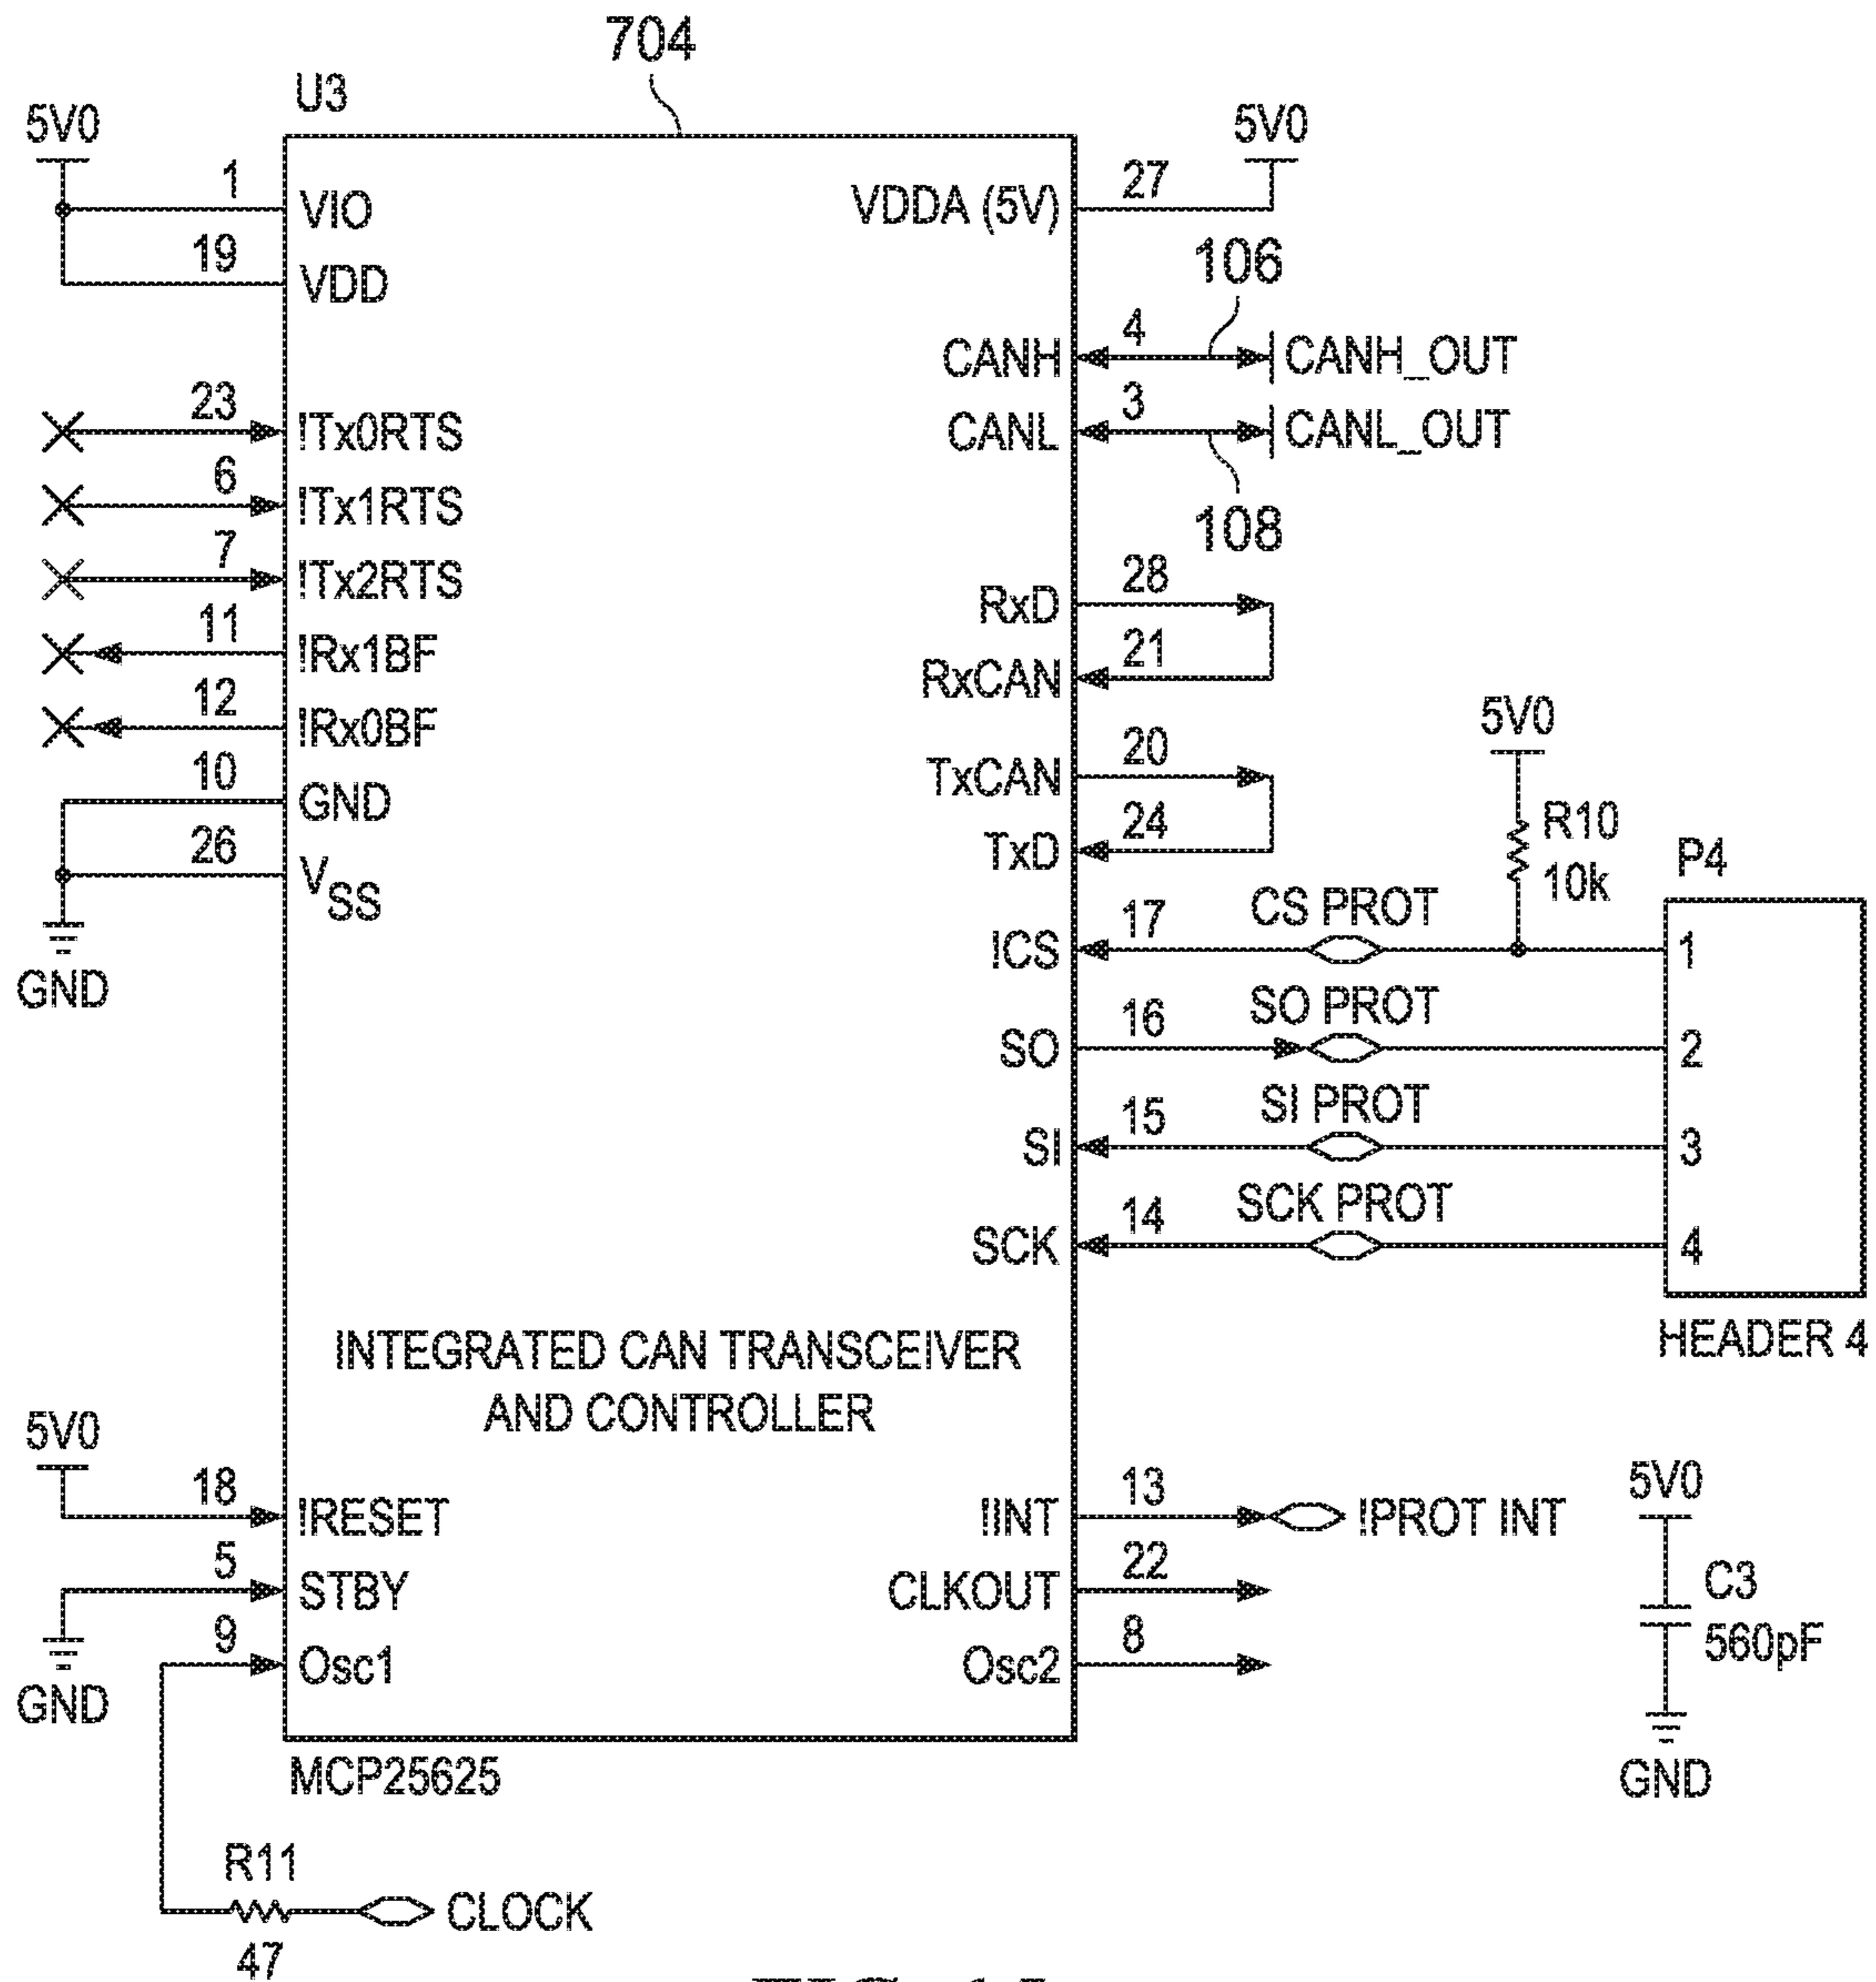 704
U3
5V0
1 VIO
19 VDD
23 !Tx0RTS
6 !Tx1RTS
7 !Tx2RTS
11 !Rx1BF
12 !Rx0BF
10 GND
26 VSS
GND
VDDA (5V) 27
5V0
106
CANH 4 CANH_OUT
CANL 3 CANL_OUT
108
RxD 28
RxCAN 21
TxCAN 20
TxD 24
5V0
R10
10k
P4
!CS 17 CS PROT 1
SO 16 SO PROT 2
SI 15 SI PROT 3
SCK 14 SCK PROT 4
HEADER 4
INTEGRATED CAN TRANSCEIVER
AND CONTROLLER
5V0
18 !RESET
5 STBY
9 Osc1
GND
!INT 13 !PROT INT
CLKOUT 22
Osc2 8
5V0
C3
560pF
GND
MCP25625
R11
47
CLOCK